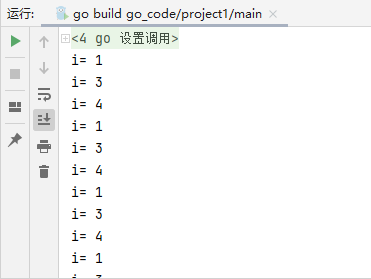 运行: go build go_code/project1/main ×
<4 go 设置调用>
i= 1
i= 3
i= 4
i= 1
i= 3
i= 4
i= 1
i= 3
i= 4
i= 1